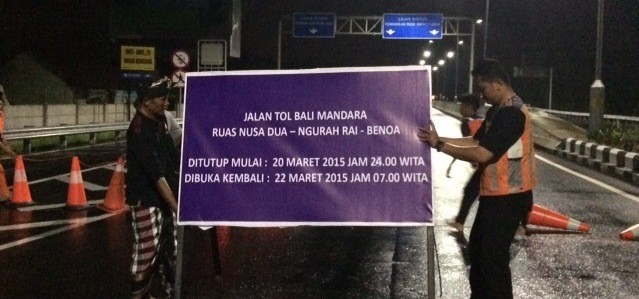 JALAN TOL BALI MANDARA
RUAS NUSA DUA – NGURAH RAI - BENOA
DITUTUP MULAI : 20 MARET 2015 JAM 24.00 WITA
DIBUKA KEMBALI : 22 MARET 2015 JAM 07.00 WITA